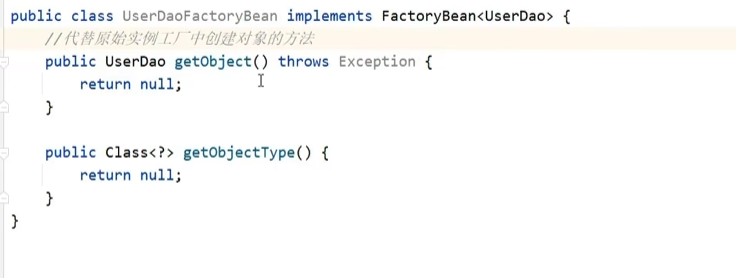 public class UserDaoFactoryBean implements FactoryBean<UserDao> {
//代替原始实例工厂中创建对象的方法
public UserDao getObject() throws Exception {
return null;
}
public Class<?> getObjectType() {
return null;
}
}